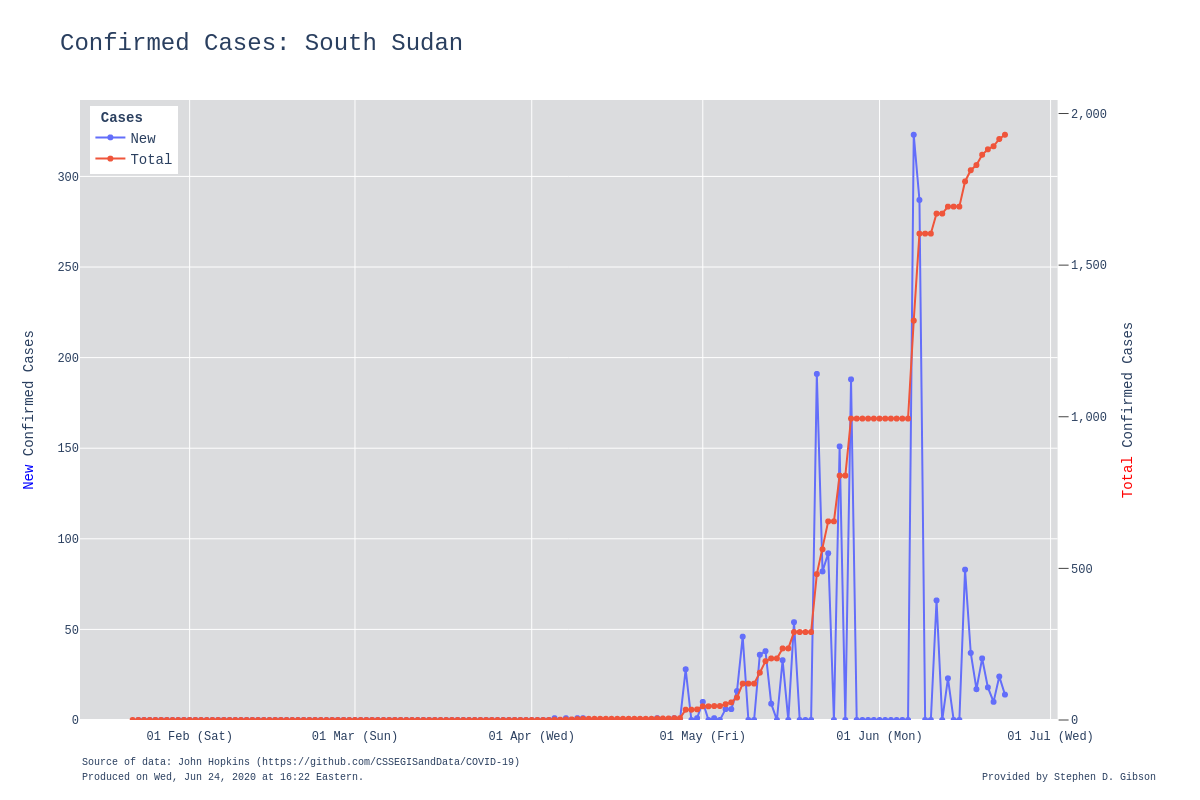 Confirmed Cases: South Sudan
Cases
New
Total
300
250
200
150
100
50
0
New Confirmed Cases
2,000
1,500
1,000
500
0
Total Confirmed Cases
01 Feb (Sat)
01 Mar (Sun)
01 Apr (Wed)
01 May (Fri)
01 Jun (Mon)
01 Jul (Wed)
Source of data: John Hopkins (https://github.com/CSSEGISandData/COVID-19)
Produced on Wed, Jun 24, 2020 at 16:22 Eastern.
Provided by Stephen D. Gibson